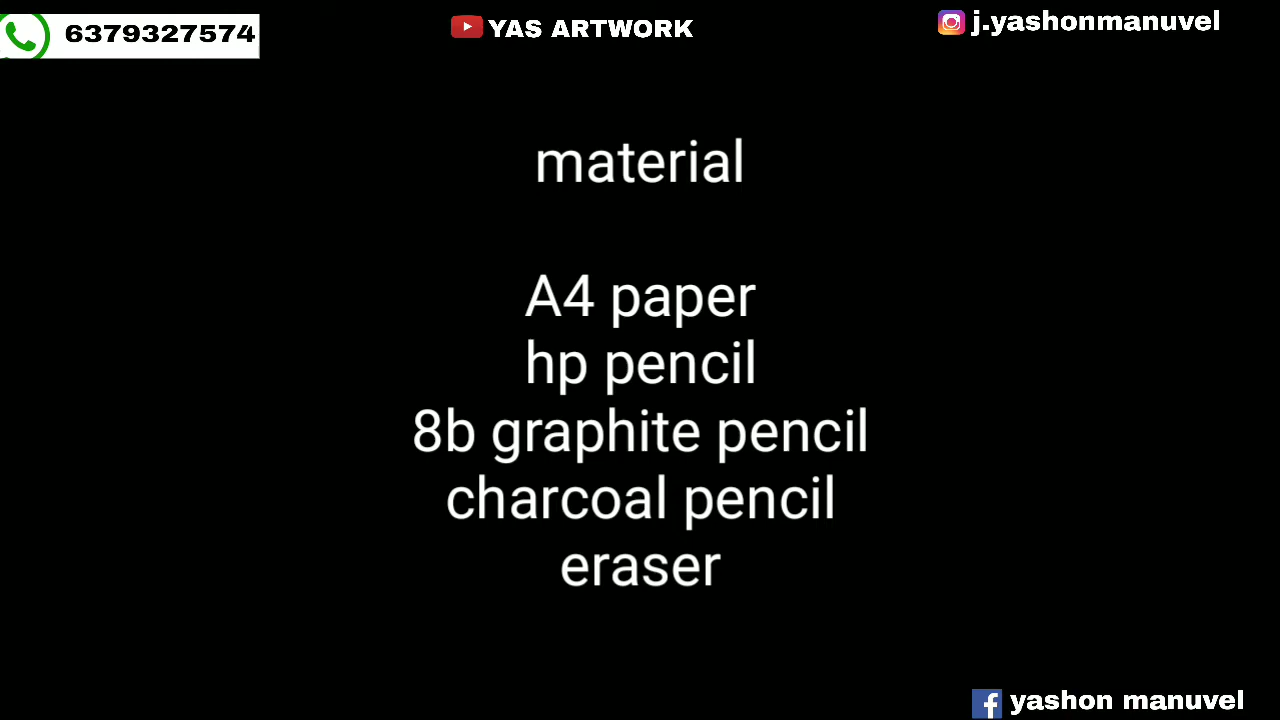 6379327574
YAS ARTWORK
j.yashonmanuvel
material
A4 paper
hp pencil
8b graphite pencil
charcoal pencil
eraser
yashon manuvel